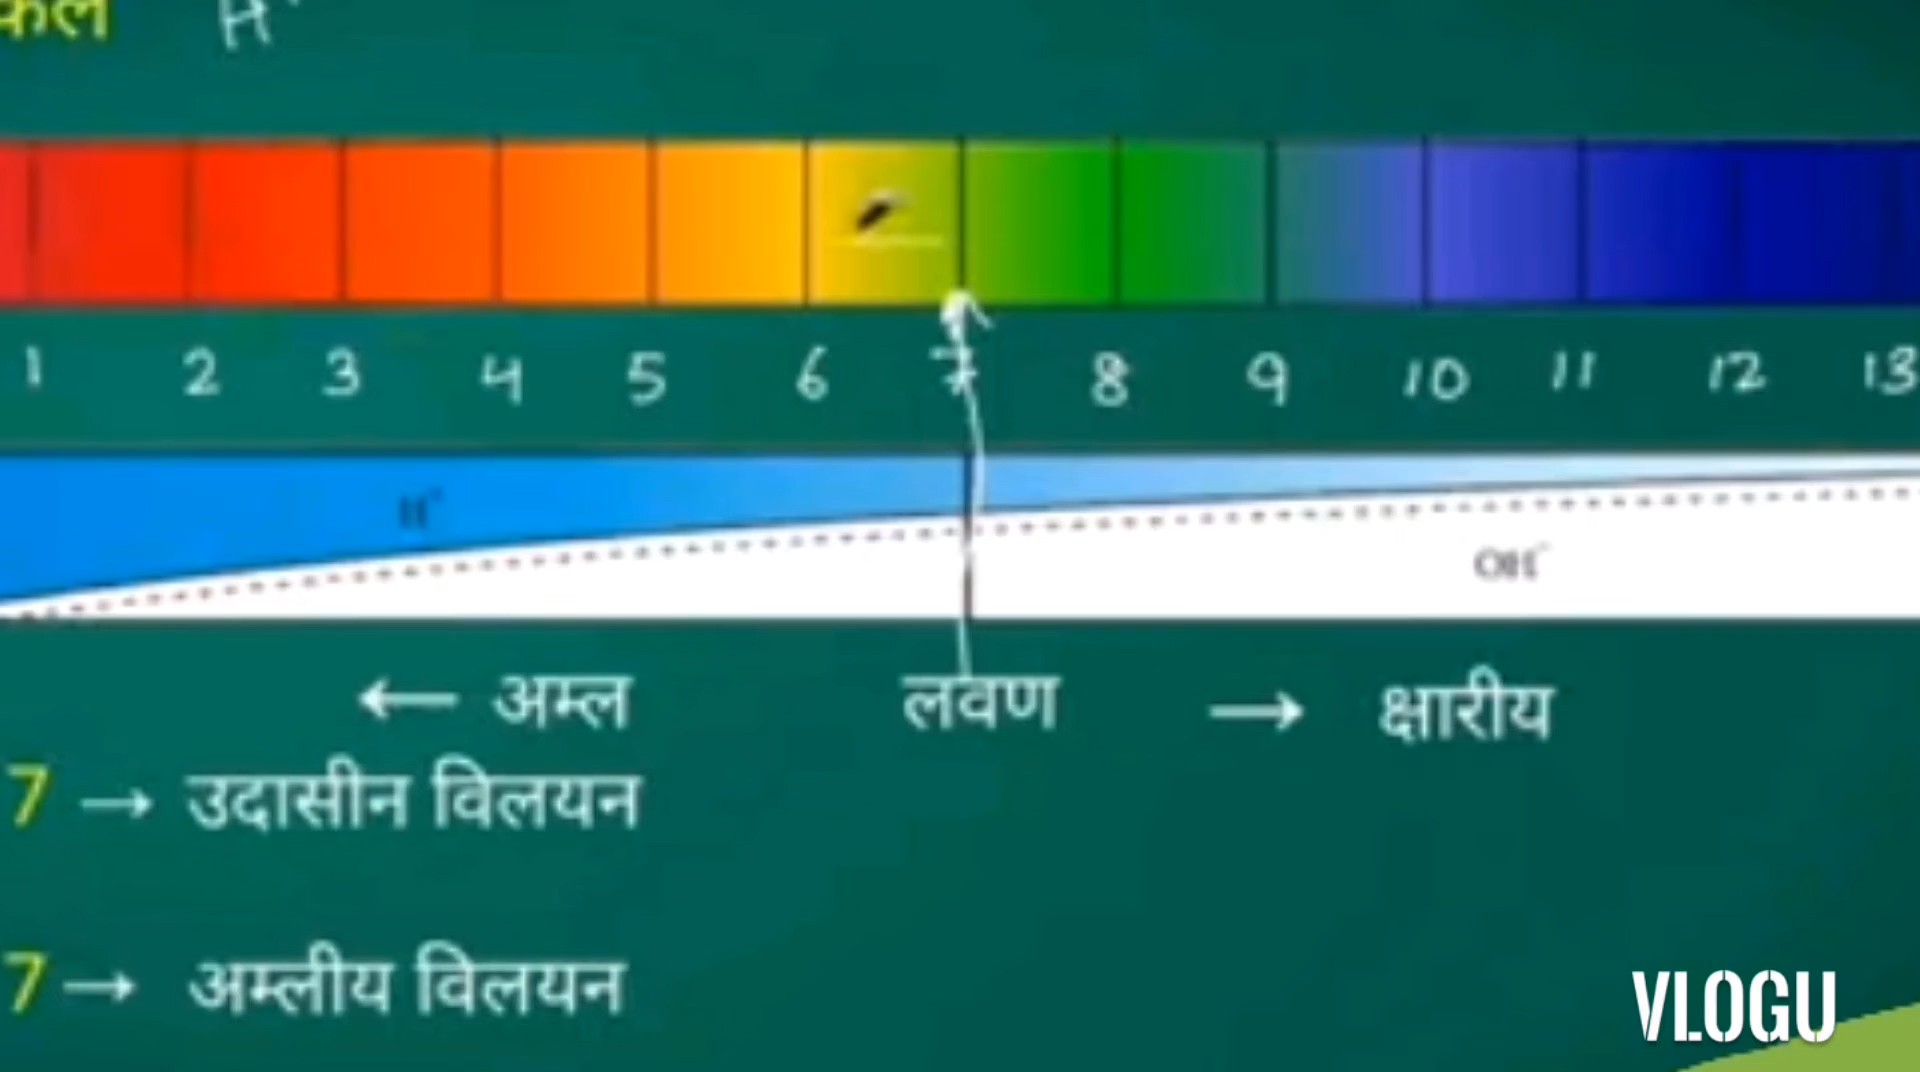 1 2 3 4 5 6 7 8 9 10 11 12 13
H⁺
OH⁻
← अम्ल लवण → क्षारीय
7 → उदासीन विलयन
7 → अम्लीय विलयन
VLOGU